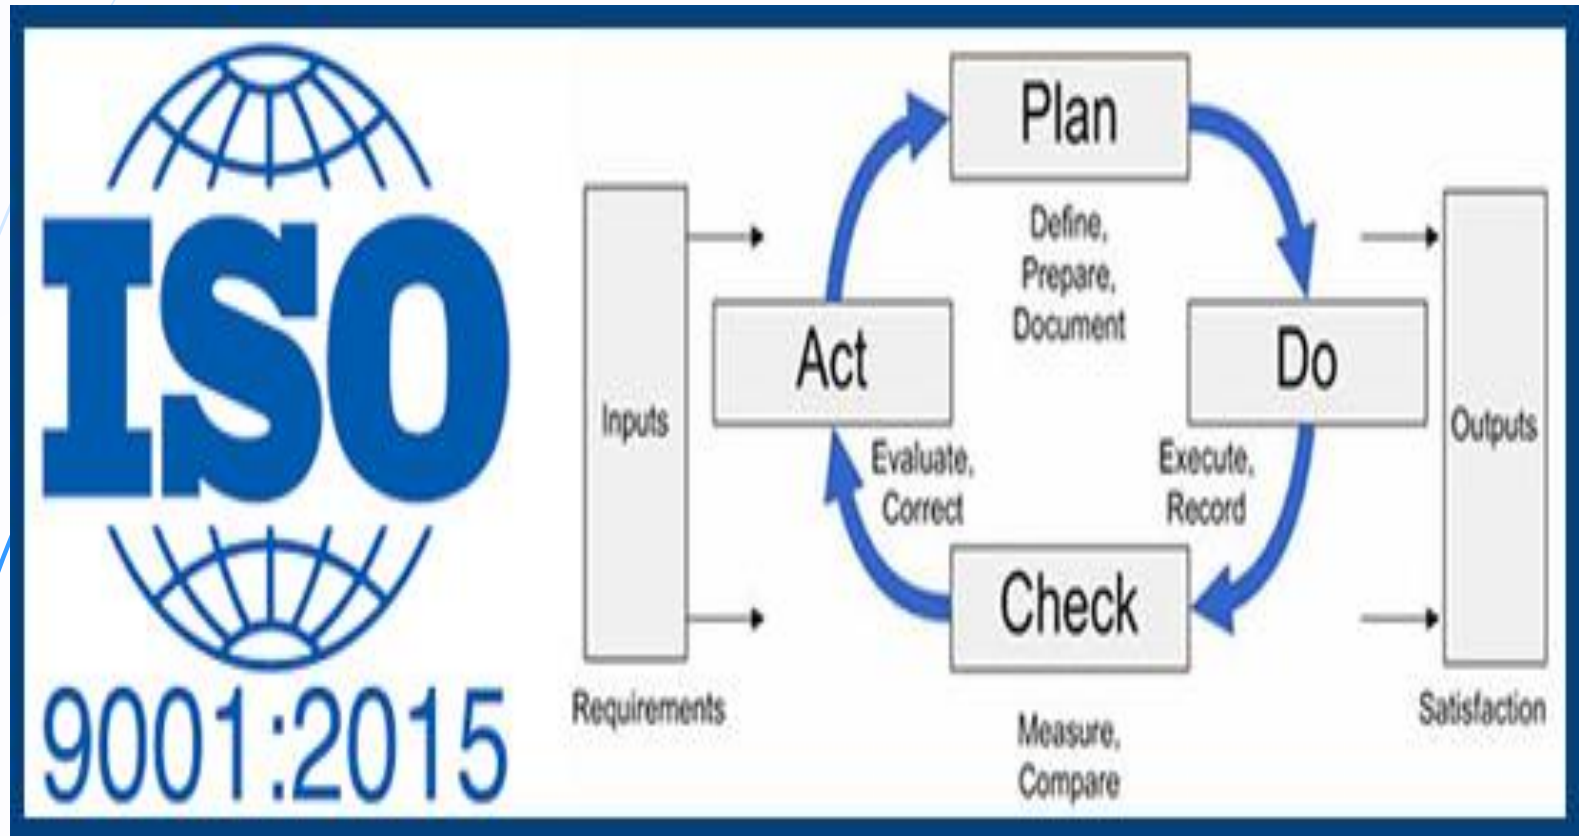 ISO
9001:2015
Plan
Define,
Prepare,
Document
Act
Do
Inputs
Outputs
Evaluate,
Correct
Execute,
Record
Check
Requirements
Satisfaction
Measure,
Compare